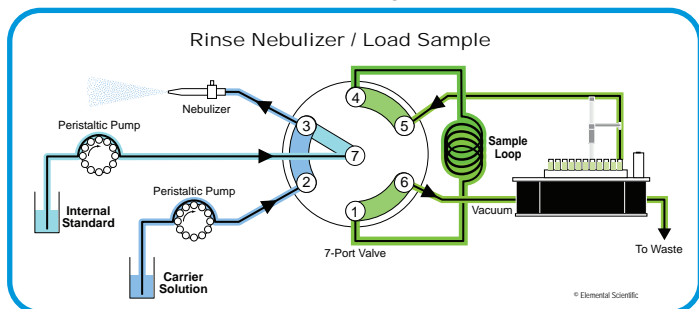 Rinse Nebulizer / Load Sample
Nebulizer
Peristaltic Pump
4
3
5
7
Sample
Loop
Peristaltic Pump
2
6
1
Internal
Standard
Vacuum
7-Port Valve
To Waste
Carrier
Solution
© Elemental Scientific